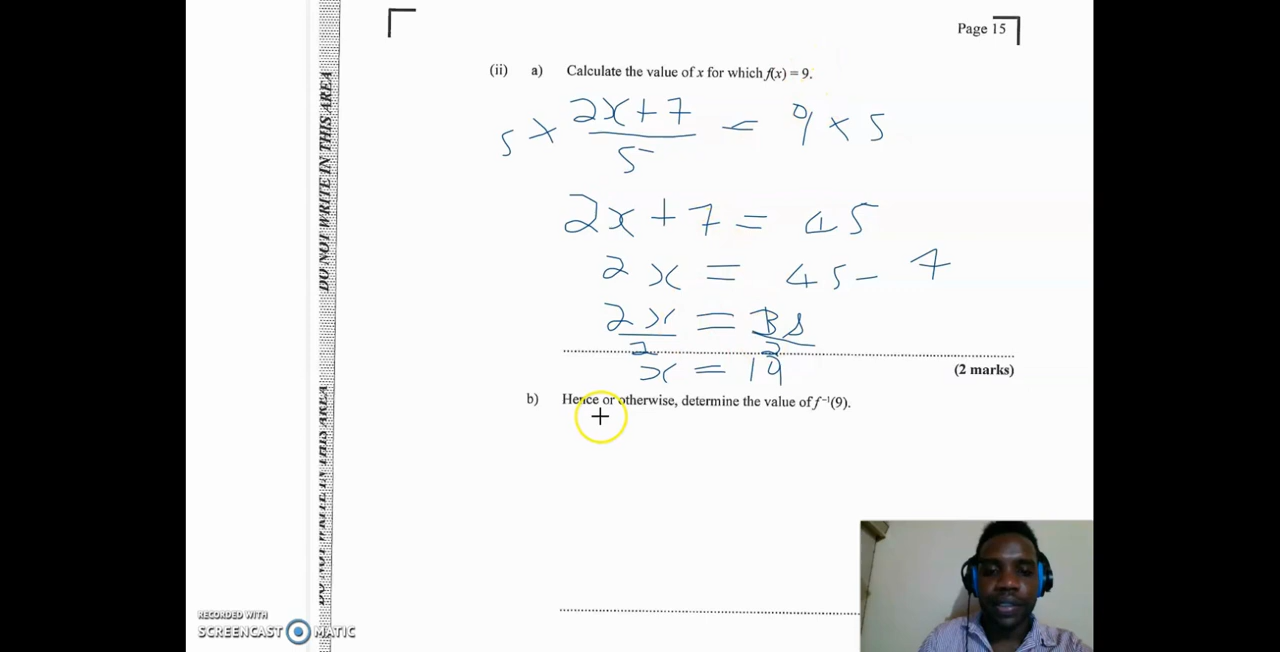 Page 15
(ii) a) Calculate the value of x for which f(x) = 9.
5 × 2x + 7 / 5 = 9 × 5
2x + 7 = 45
2x = 45 - 7
2x / 2 = 38 / 2
x = 19
(2 marks)
b) Hence or otherwise, determine the value of f⁻¹(9).
DO NOT WRITE IN THIS AREA
RECORDED WITH
SCREENCAST MATIC